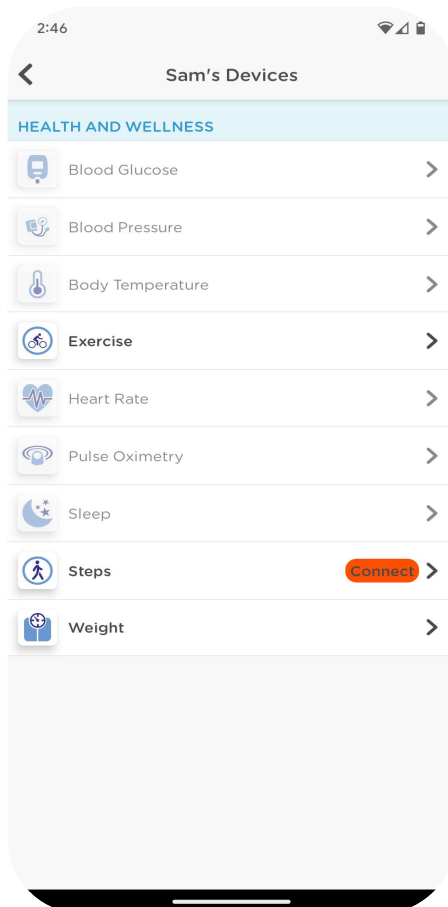 2:46
Sam's Devices
HEALTH AND WELLNESS
Blood Glucose
Blood Pressure
Body Temperature
Exercise
Heart Rate
Pulse Oximetry
Sleep
Steps Connect
Weight